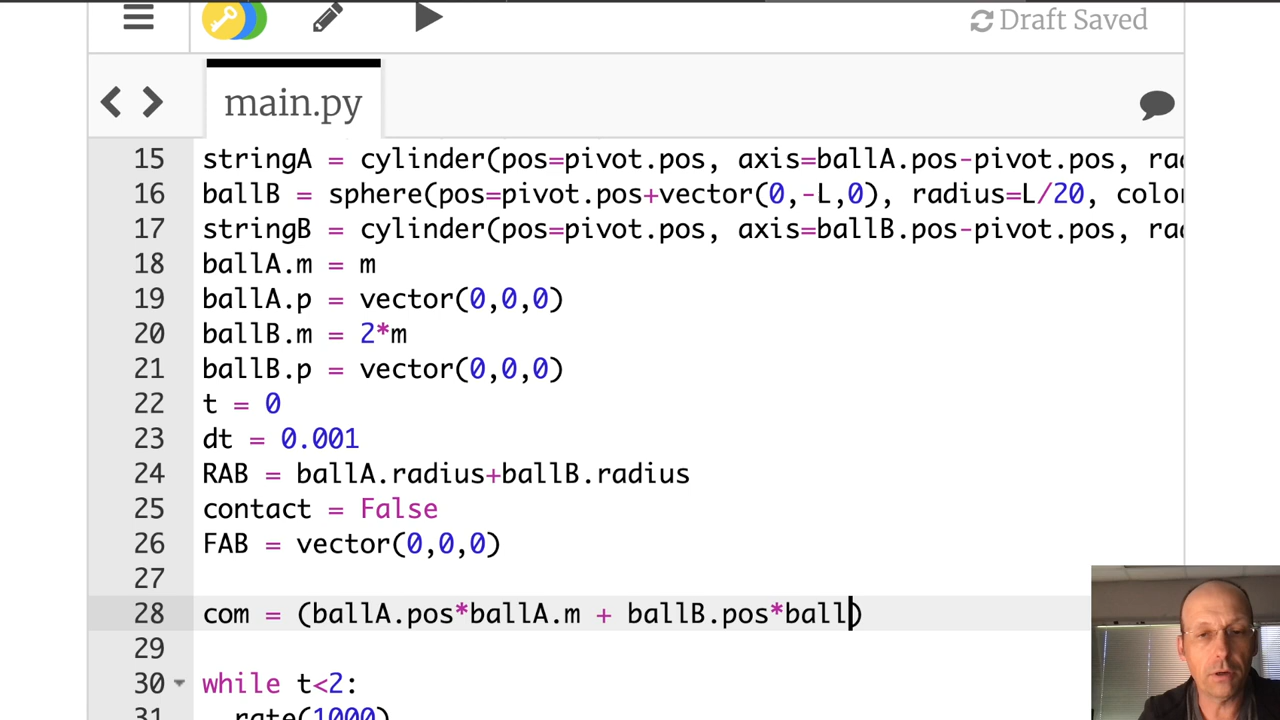 Draft Saved
main.py
15 stringA = cylinder(pos=pivot.pos, axis=ballA.pos-pivot.pos,
16 ballB = sphere(pos=pivot.pos+vector(0,-L,0), radius=L/20,
17 stringB = cylinder(pos=pivot.pos, axis=ballB.pos-pivot.pos,
18 ballA.m = m
19 ballA.p = vector(0,0,0)
20 ballB.m = 2*m
21 ballB.p = vector(0,0,0)
22 t = 0
23 dt = 0.001
24 RAB = ballA.radius+ballB.radius
25 contact = False
26 FAB = vector(0,0,0)
27
28 com = (ballA.pos*ballA.m + ballB.pos*ball)
29
30 while t<2:
31 rate(1000)